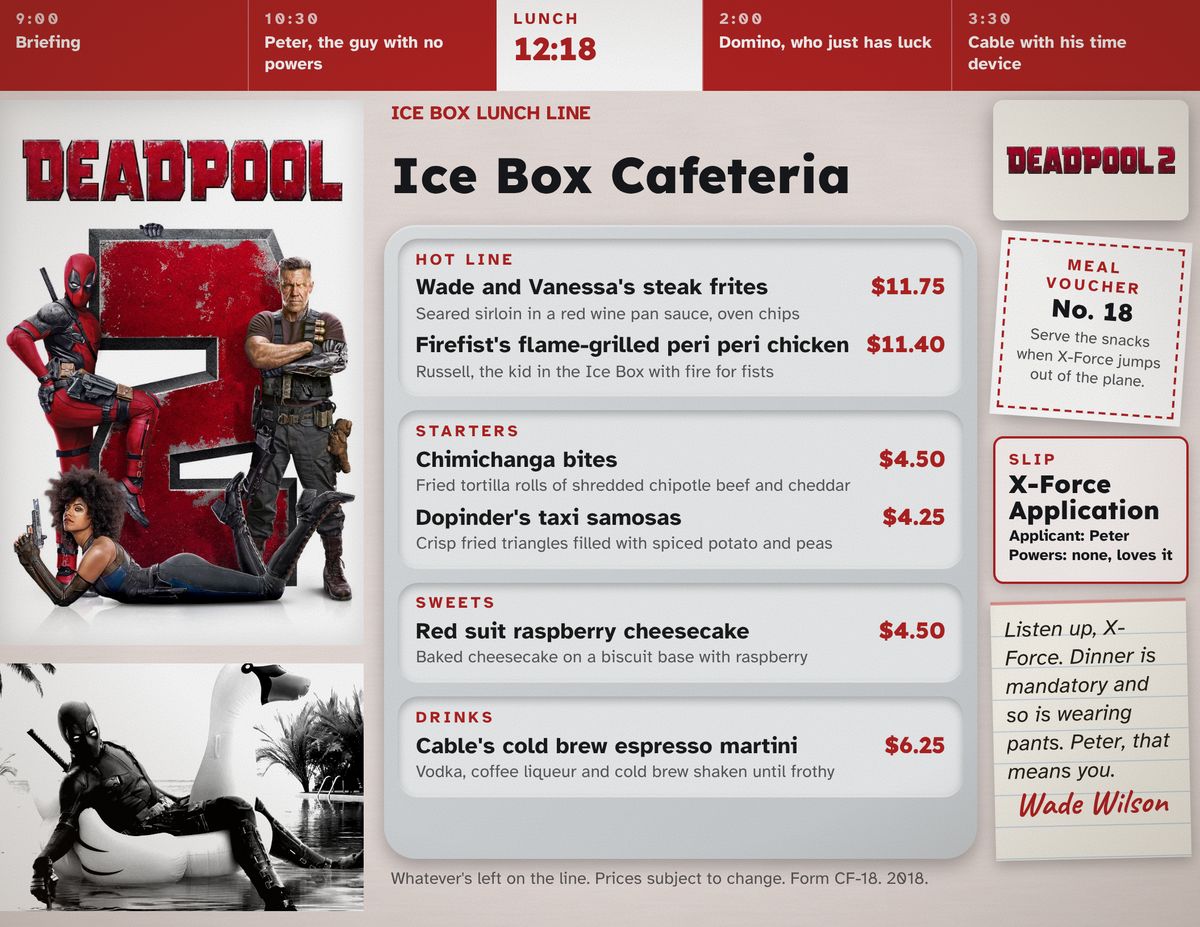 9:00
Briefing
10:30
Peter, the guy with no
powers
LUNCH
12:18
2:00
Domino, who just has luck
3:30
Cable with his time
device
DEADPOOL
ICE BOX LUNCH LINE
Ice Box Cafeteria
HOT LINE
Wade and Vanessa's steak frites $11.75
Seared sirloin in a red wine pan sauce, oven chips
Firefist's flame-grilled peri peri chicken $11.40
Russell, the kid in the Ice Box with fire for fists
STARTERS
Chimichanga bites $4.50
Fried tortilla rolls of shredded chipotle beef and cheddar
Dopinder's taxi samosas $4.25
Crisp fried triangles filled with spiced potato and peas
SWEETS
Red suit raspberry cheesecake $4.50
Baked cheesecake on a biscuit base with raspberry
DRINKS
Cable's cold brew espresso martini $6.25
Vodka, coffee liqueur and cold brew shaken until frothy
Whatever's left on the line. Prices subject to change. Form CF-18. 2018.
DEADPOOL 2
MEAL
VOUCHER
No. 18
Serve the snacks
when X-Force jumps
out of the plane.
SLIP
X-Force
Application
Applicant: Peter
Powers: none, loves it
Listen up, X-
Force. Dinner is
mandatory and
so is wearing
pants. Peter, that
means you.
Wade Wilson